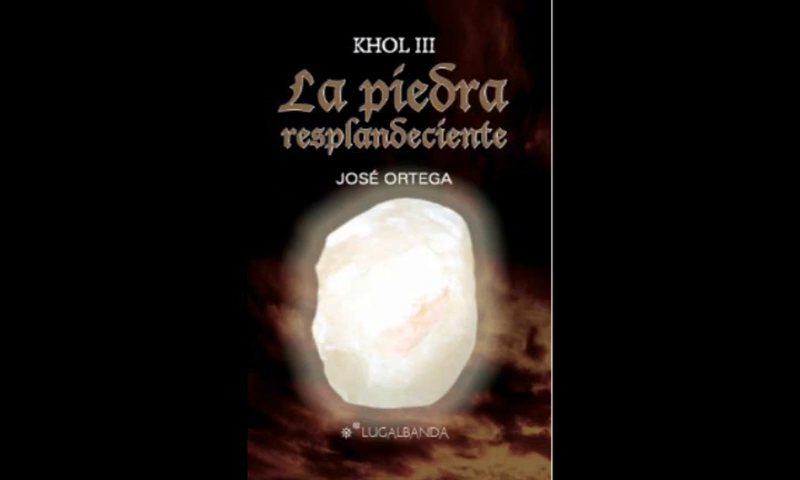 KHOL III
La piedra
resplandeciente
JOSÉ ORTEGA
LUGALBANDA